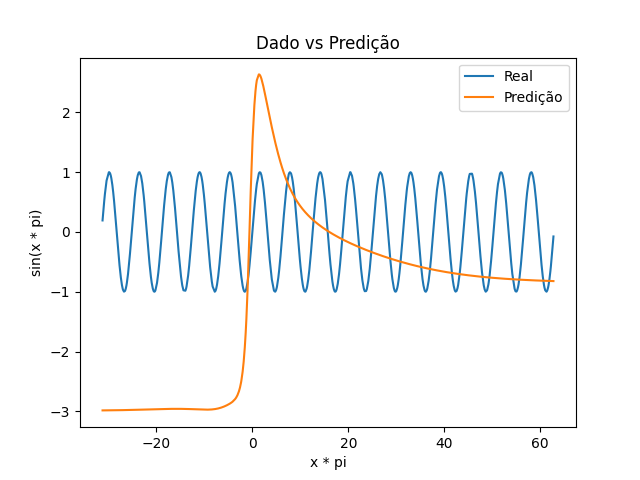 Dado vs Predição
Real
Predição
2
1
0
−1
−2
−3
sin(x * pi)
−20
0
20
40
60
x * pi